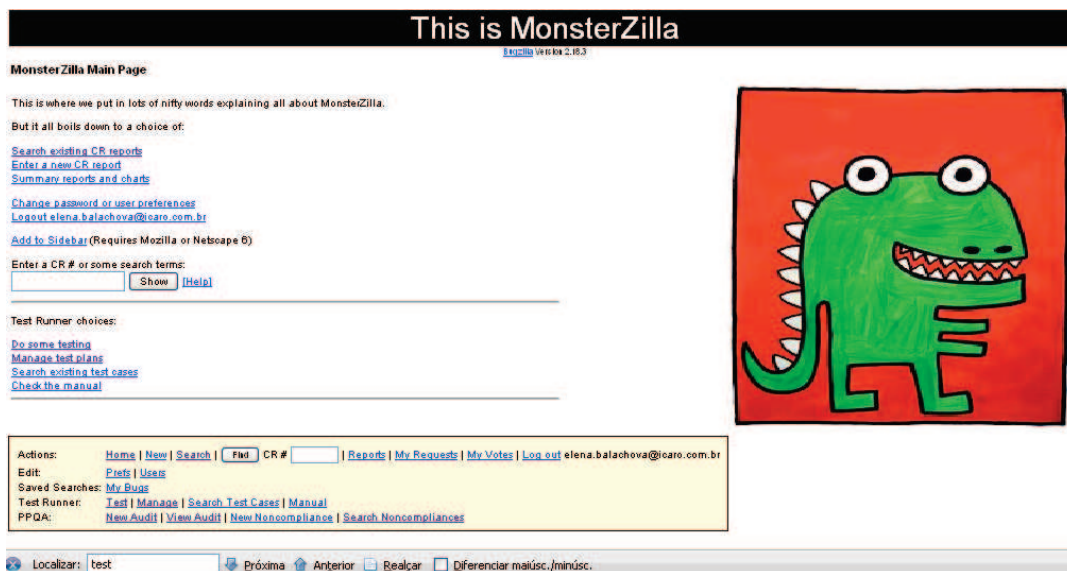 This is MonsterZilla
Bugzilla Version 2.18.3
MonsterZilla Main Page
This is where we put in lots of nifty words explaining all about MonsterZilla.
But it all boils down to a choice of:
Search existing CR reports
Enter a new CR report
Summary reports and charts
Change password or user preferences
Logout elena.balachova@icaro.com.br
Add to Sidebar (Requires Mozilla or Netscape 6)
Enter a CR # or some search terms:
Show [Help]
Test Runner choices:
Do some testing
Manage test plans
Search existing test cases
Check the manual
Actions: Home | New | Search | Find CR # | Reports | My Requests | My Votes | Log out elena.balachova@icaro.com.br
Edit: Prefs | Users
Saved Searches: My Bugs
Test Runner: Test | Manage | Search Test Cases | Manual
PPQA: New Audit | View Audit | New Noncompliance | Search Noncompliances
Localizar: test Próxima Anterior Realçar Diferenciar maiúsc./minúsc.